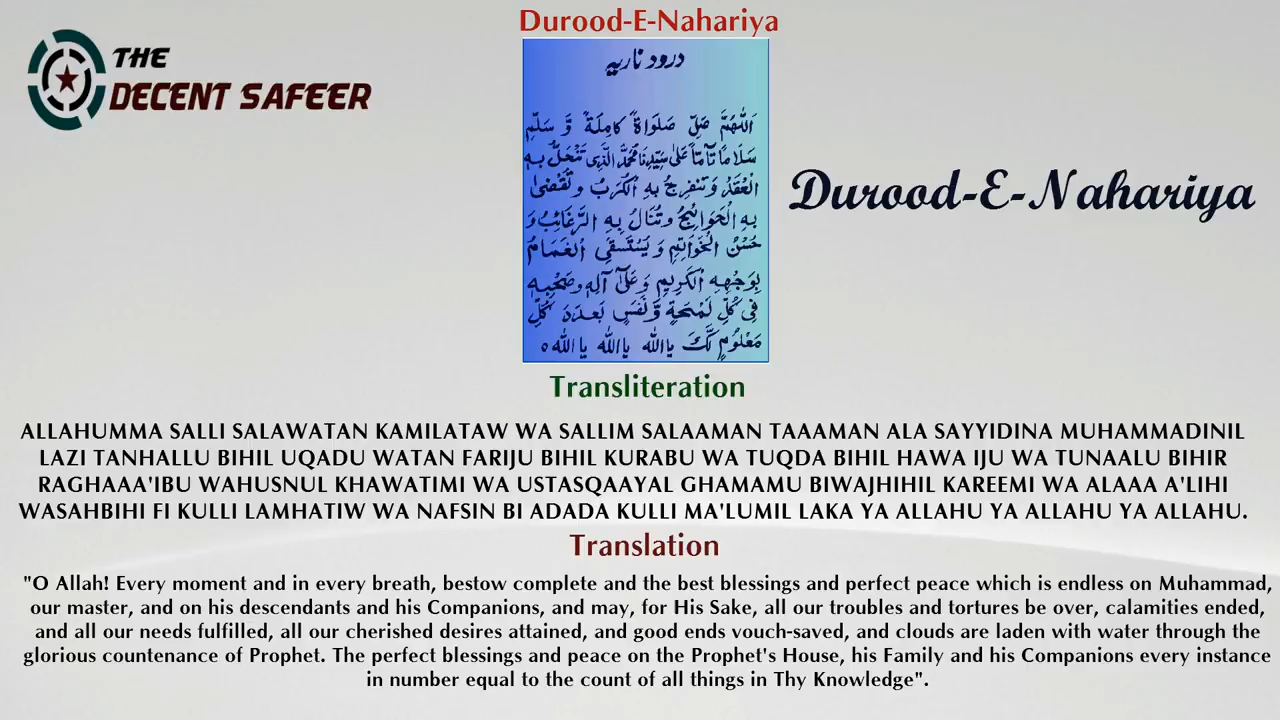 Durood-E-Nahariya
THE
DECENT SAFEER
درود ناریہ
اَللّٰهُمَّ صَلِّ صَلَوَاةً كَامِلَةً وَّ سَلِّمْ
سَلَامًا تَآمًّا عَلٰى سَيِّدِنَا مُحَمَّدَ الَّذِى تَنْحَلُّ بِهِ
الْعُقَدُ وَتَنْفَرِجُ بِهِ الْكُرَبُ وَتُقْضٰى
بِهِ الْحَوَائِجُ وَتُنَالُ بِهِ الرَّغَائِبُ وَ
حُسْنُ الْخَوَاتِيْمِ وَيُسْتَسْقَى الْغَمَامُ
بِوَجْهِهِ الْكَرِيْمِ وَعَلٰى آلِهِ وَصَحْبِهِ
فِىْ كُلِّ لَمْحَةٍ وَّنَفَسٍ بَعَدَدِ كُلِّ
مَعْلُوْمٍ لَّكَ يَا اَللّٰهُ يَا اَللّٰهُ يَا اَللّٰهُ ه
Durood-E-Nahariya
Transliteration
ALLAHUMMA SALLI SALAWATAN KAMILATAW WA SALLIM SALAAMAN TAAAMAN ALA SAYYIDINA MUHAMMADINIL
LAZI TANHALLU BIHIL UQADU WATAN FARIJU BIHIL KURABU WA TUQDA BIHIL HAWA IJU WA TUNAALU BIHIR
RAGHAAA'IBU WAHUSNUL KHAWATIMI WA USTASQAAYAL GHAMAMU BIWAJHIHIL KAREEMI WA ALAAA A'LIHI
WASAHBIHI FI KULLI LAMHATIW WA NAFSIN BI ADADA KULLI MA'LUMIL LAKA YA ALLAHU YA ALLAHU YA ALLAHU.
Translation
"O Allah! Every moment and in every breath, bestow complete and the best blessings and perfect peace which is endless on Muhammad,
our master, and on his descendants and his Companions, and may, for His Sake, all our troubles and tortures be over, calamities ended,
and all our needs fulfilled, all our cherished desires attained, and good ends vouch-saved, and clouds are laden with water through the
glorious countenance of Prophet. The perfect blessings and peace on the Prophet's House, his Family and his Companions every instance
in number equal to the count of all things in Thy Knowledge".